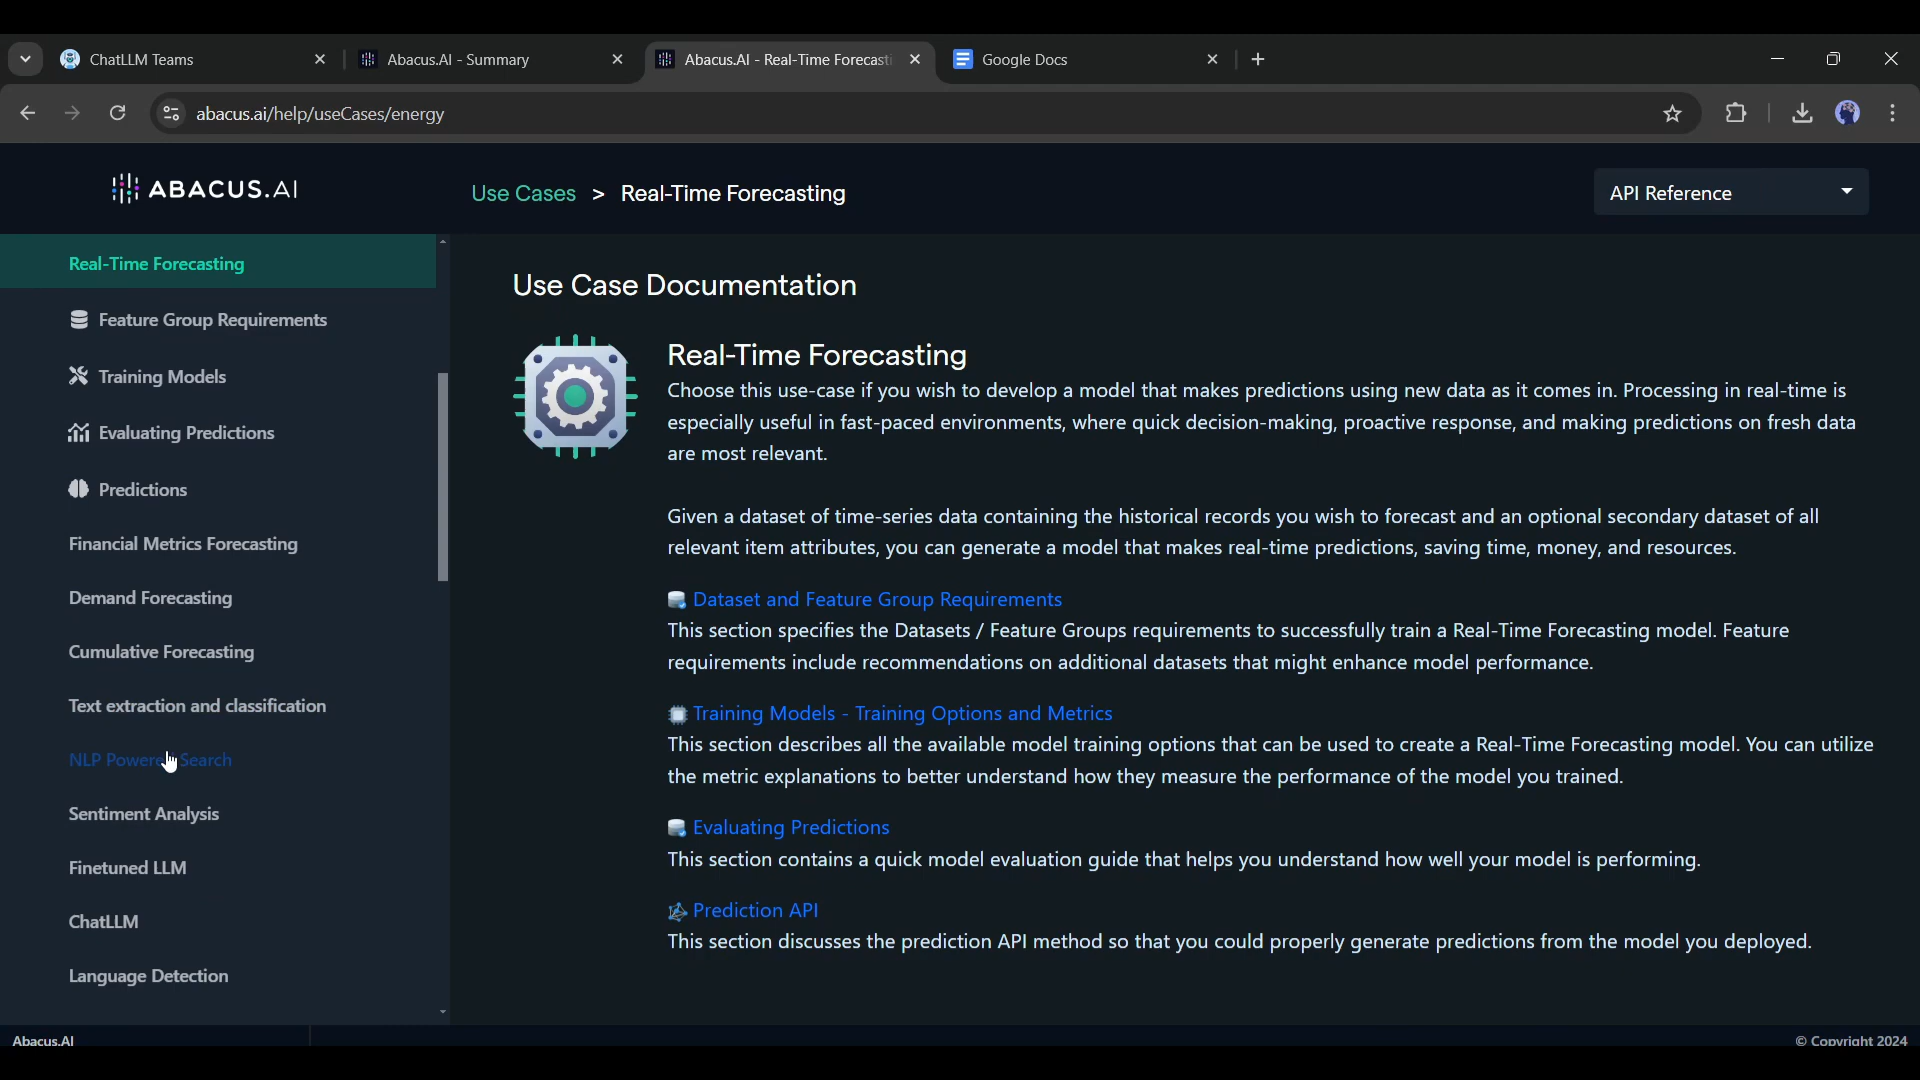 ChatLLM Teams
Abacus.AI - Summary
Abacus.AI - Real-Time Forecasti
Google Docs
abacus.ai/help/useCases/energy
ABACUS.AI
Use Cases > Real-Time Forecasting
API Reference
Real-Time Forecasting
Feature Group Requirements
Training Models
Evaluating Predictions
Predictions
Financial Metrics Forecasting
Demand Forecasting
Cumulative Forecasting
Text extraction and classification
NLP Powered Search
Sentiment Analysis
Finetuned LLM
ChatLLM
Language Detection
Use Case Documentation
Real-Time Forecasting
Choose this use-case if you wish to develop a model that makes predictions using new data as it comes in. Processing in real-time is
especially useful in fast-paced environments, where quick decision-making, proactive response, and making predictions on fresh data
are most relevant.
Given a dataset of time-series data containing the historical records you wish to forecast and an optional secondary dataset of all
relevant item attributes, you can generate a model that makes real-time predictions, saving time, money, and resources.
Dataset and Feature Group Requirements
This section specifies the Datasets / Feature Groups requirements to successfully train a Real-Time Forecasting model. Feature
requirements include recommendations on additional datasets that might enhance model performance.
Training Models - Training Options and Metrics
This section describes all the available model training options that can be used to create a Real-Time Forecasting model. You can utilize
the metric explanations to better understand how they measure the performance of the model you trained.
Evaluating Predictions
This section contains a quick model evaluation guide that helps you understand how well your model is performing.
Prediction API
This section discusses the prediction API method so that you could properly generate predictions from the model you deployed.
Abacus.AI
© Copyright 2024